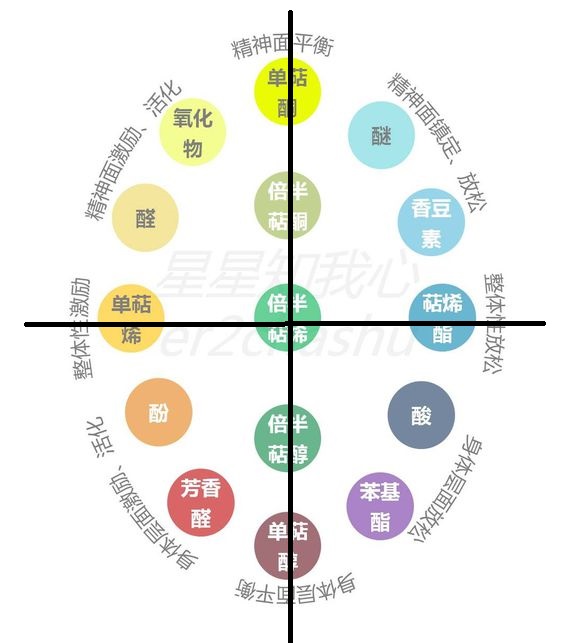 精神面平衡
单萜
酮
精神面激励、活化
氧化
物
精神面镇定、放松
醚
醛
倍半
萜酮
香豆
素
星星知我心
整体性激励
单萜
烯
倍半
萜烯
萜烯
酯
整体性放松
酚
倍半
萜醇
酸
身体层面激励、活化
芳香
醛
苯基
酯
身体层面放松
单萜
醇
身体层面平衡